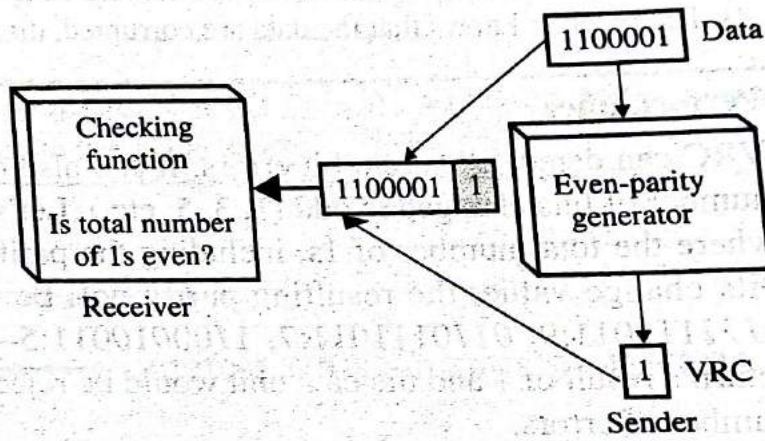 1100001 Data
Checking
function
Is total number
of 1s even?
Receiver
1100001 1
Even-parity
generator
1 VRC
Sender